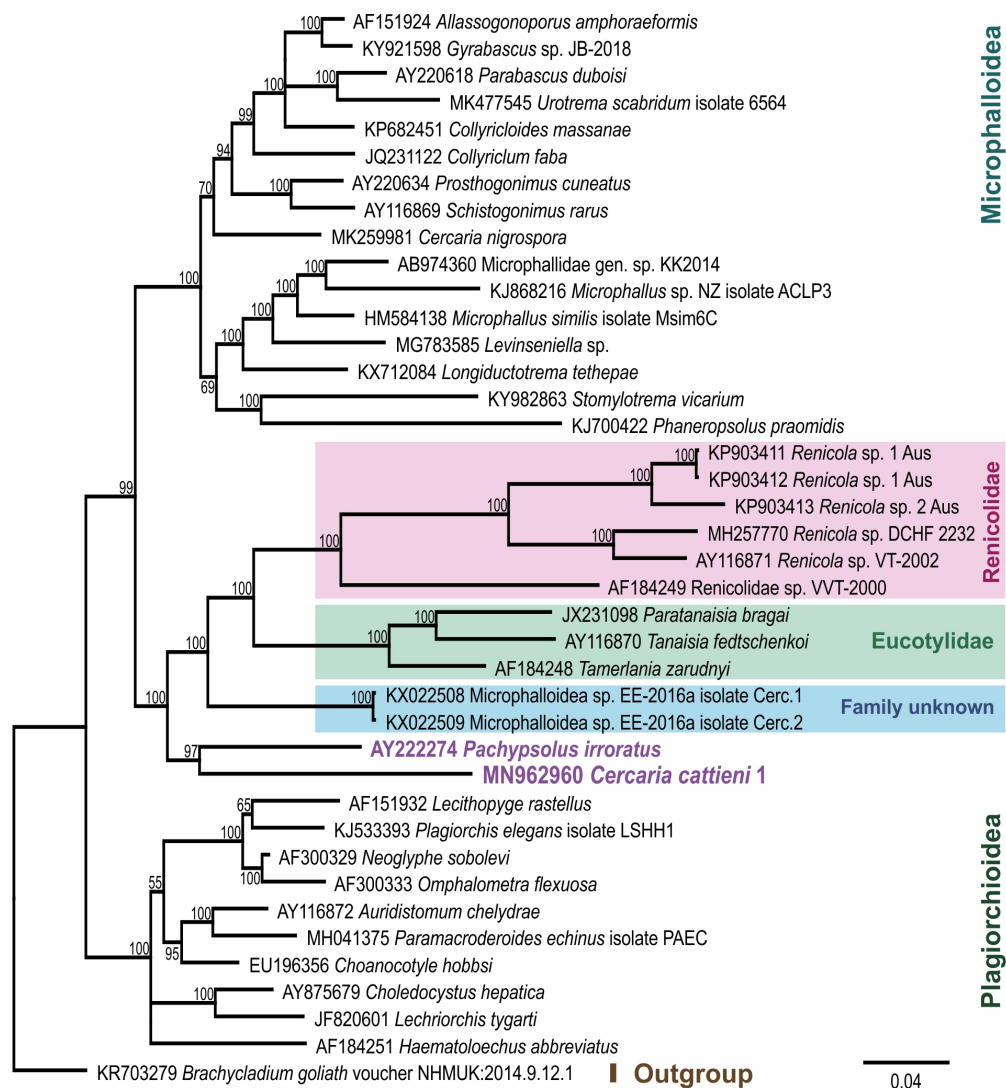 100 AF151924 Allassogonoporus amphoraeformis
KY921598 Gyrabascus sp. JB-2018
100 100 AY220618 Parabascus duboisi
MK477545 Urotrema scabridum isolate 6564
99 KP682451 Collyricloides massanae
94 JQ231122 Collyriclum faba
70 100 AY220634 Prosthogonimus cuneatus
AY116869 Schistogonimus rarus
MK259981 Cercaria nigrospora
100 100 AB974360 Microphallidae gen. sp. KK2014
100 KJ868216 Microphallus sp. NZ isolate ACLP3
100 HM584138 Microphallus similis isolate Msim6C
100 MG783585 Levinseniella sp.
69 KX712084 Longiductotrema tethepae
100 KY982863 Stomylotrema vicarium
KJ700422 Phaneropsolus praomidis
Microphalloidea
100 KP903411 Renicola sp. 1 Aus
100 KP903412 Renicola sp. 1 Aus
99 100 KP903413 Renicola sp. 2 Aus
100 100 MH257770 Renicola sp. DCHF 2232
AY116871 Renicola sp. VT-2002
100 AF184249 Renicolidae sp. VVT-2000
Renicolidae
100 JX231098 Paratanaisia bragai
100 100 AY116870 Tanaisia fedtschenkoi
AF184248 Tamerlania zarudnyi
Eucotylidae
100 100 KX022508 Microphalloidea sp. EE-2016a isolate Cerc.1
KX022509 Microphalloidea sp. EE-2016a isolate Cerc.2
Family unknown
97 AY222274 Pachypsolus irroratus
MN962960 Cercaria cattieni 1
65 AF151932 Lecithopyge rastellus
100 KJ533393 Plagiorchis elegans isolate LSHH1
AF300329 Neoglyphe sobolevi
55 100 AF300333 Omphalometra flexuosa
100 AY116872 Auridistomum chelydrae
100 95 MH041375 Paramacroderoides echinus isolate PAEC
EU196356 Choanocotyle hobbsi
100 AY875679 Choledocystus hepatica
JF820601 Lechriorchis tygarti
AF184251 Haematoloechus abbreviatus
Plagiorchioidea
KR703279 Brachycladium goliath voucher NHMUK:2014.9.12.1
Outgroup
0.04